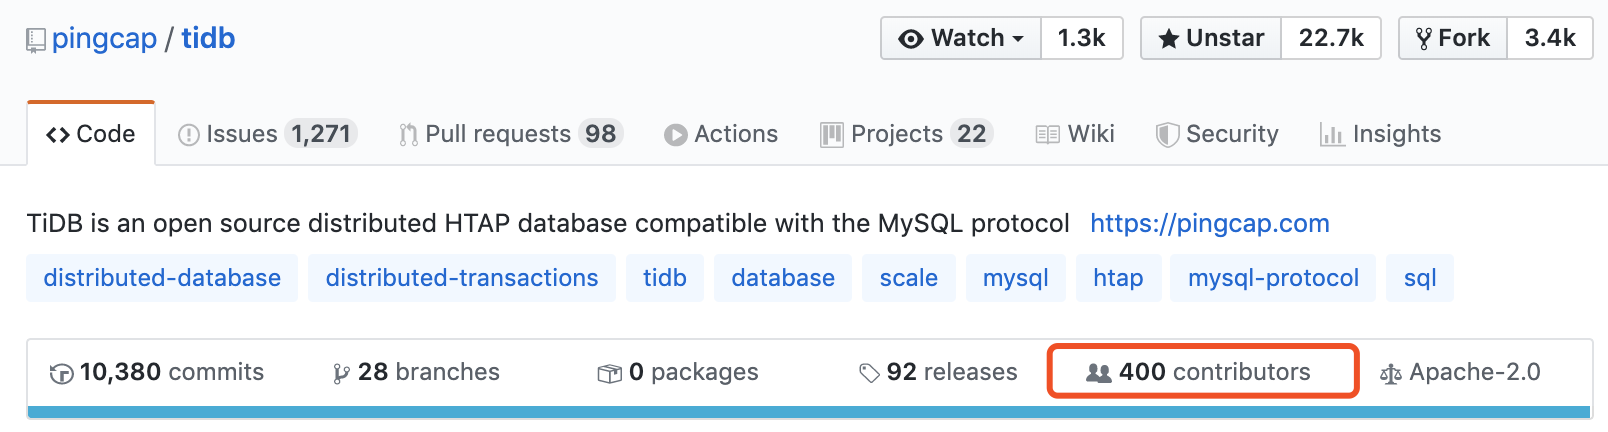 pingcap / tidb Watch 1.3k Unstar 22.7k Fork 3.4k
Code Issues 1,271 Pull requests 98 Actions Projects 22 Wiki Security Insights
TiDB is an open source distributed HTAP database compatible with the MySQL protocol https://pingcap.com
distributed-database distributed-transactions tidb database scale mysql htap mysql-protocol sql
10,380 commits 28 branches 0 packages 92 releases 400 contributors Apache-2.0